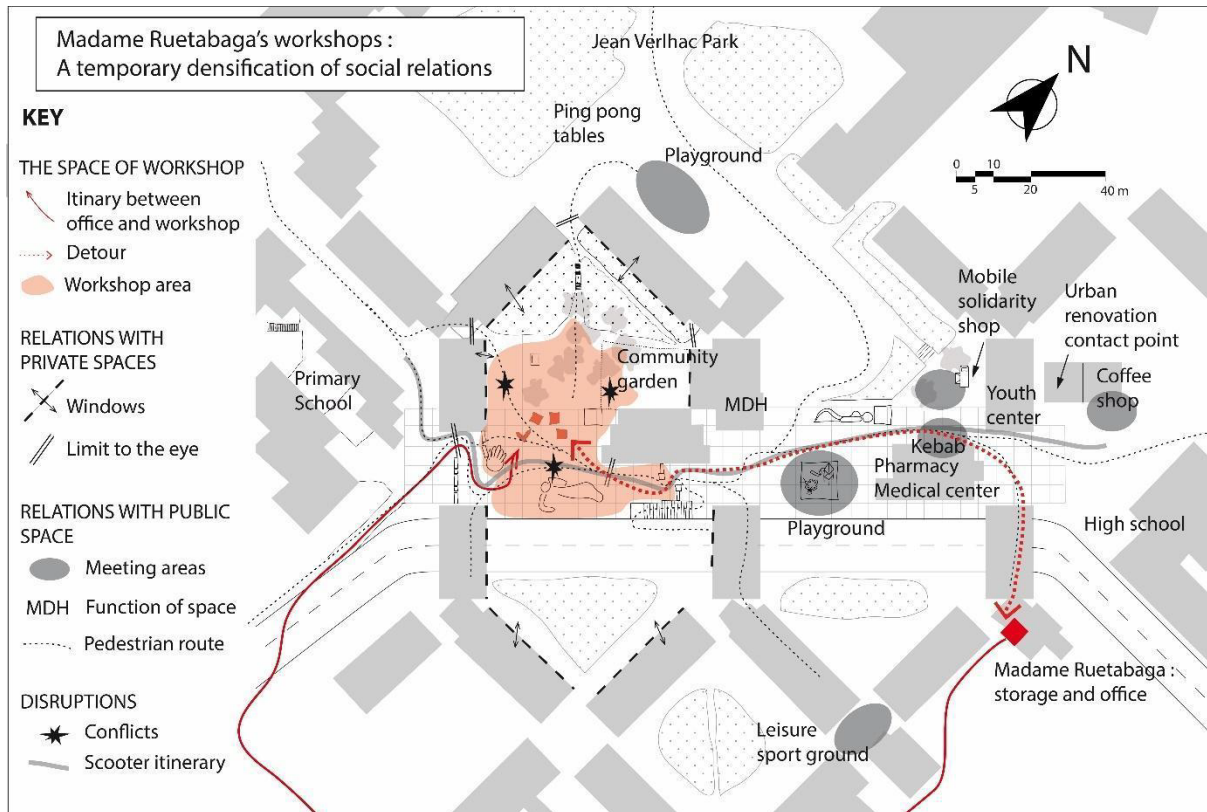 Madame Ruetabaga's workshops :
A temporary densification of social relations
KEY
THE SPACE OF WORKSHOP
Itinary between
office and workshop
Detour
Workshop area
RELATIONS WITH
PRIVATE SPACES
Windows
Limit to the eye
RELATIONS WITH PUBLIC
SPACE
Meeting areas
MDH Function of space
Pedestrian route
DISRUPTIONS
Conflicts
Scooter itinerary
Jean Verlhac Park
Ping pong
tables
Playground
N
0 10
5 20 40 m
Mobile
solidarity
shop
Urban
renovation
contact point
Coffee
shop
Youth
center
Community
garden
MDH
Primary
School
Kebab
Pharmacy
Medical center
Playground
High school
Madame Ruetabaga :
storage and office
Leisure
sport ground